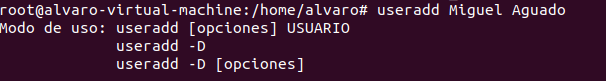 root@alvaro-virtual-machine:/home/alvaro# useradd Miguel Aguado
Modo de uso: useradd [opciones] USUARIO
             useradd -D
             useradd -D [opciones]